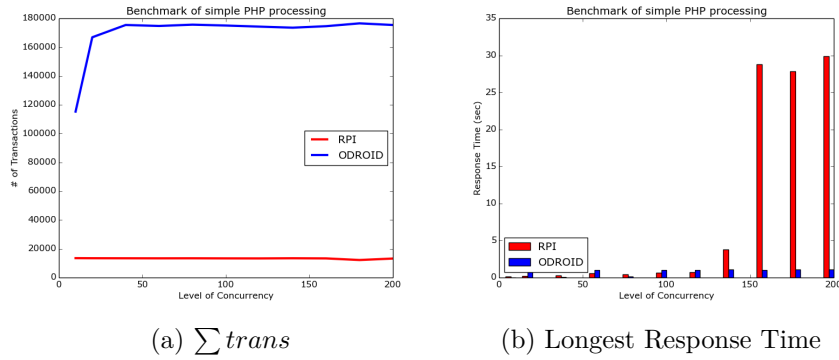 Benchmark of simple PHP processing
180000
160000
140000
120000
100000
80000
60000
40000
20000
0
# of Transactions
RPI
ODROID
0 50 100 150 200
Level of Concurrency
(a) ∑ trans
Benchmark of simple PHP processing
35
30
25
20
15
10
5
0
Response Time (sec)
RPI
ODROID
0 50 100 150 200
Level of Concurrency
(b) Longest Response Time